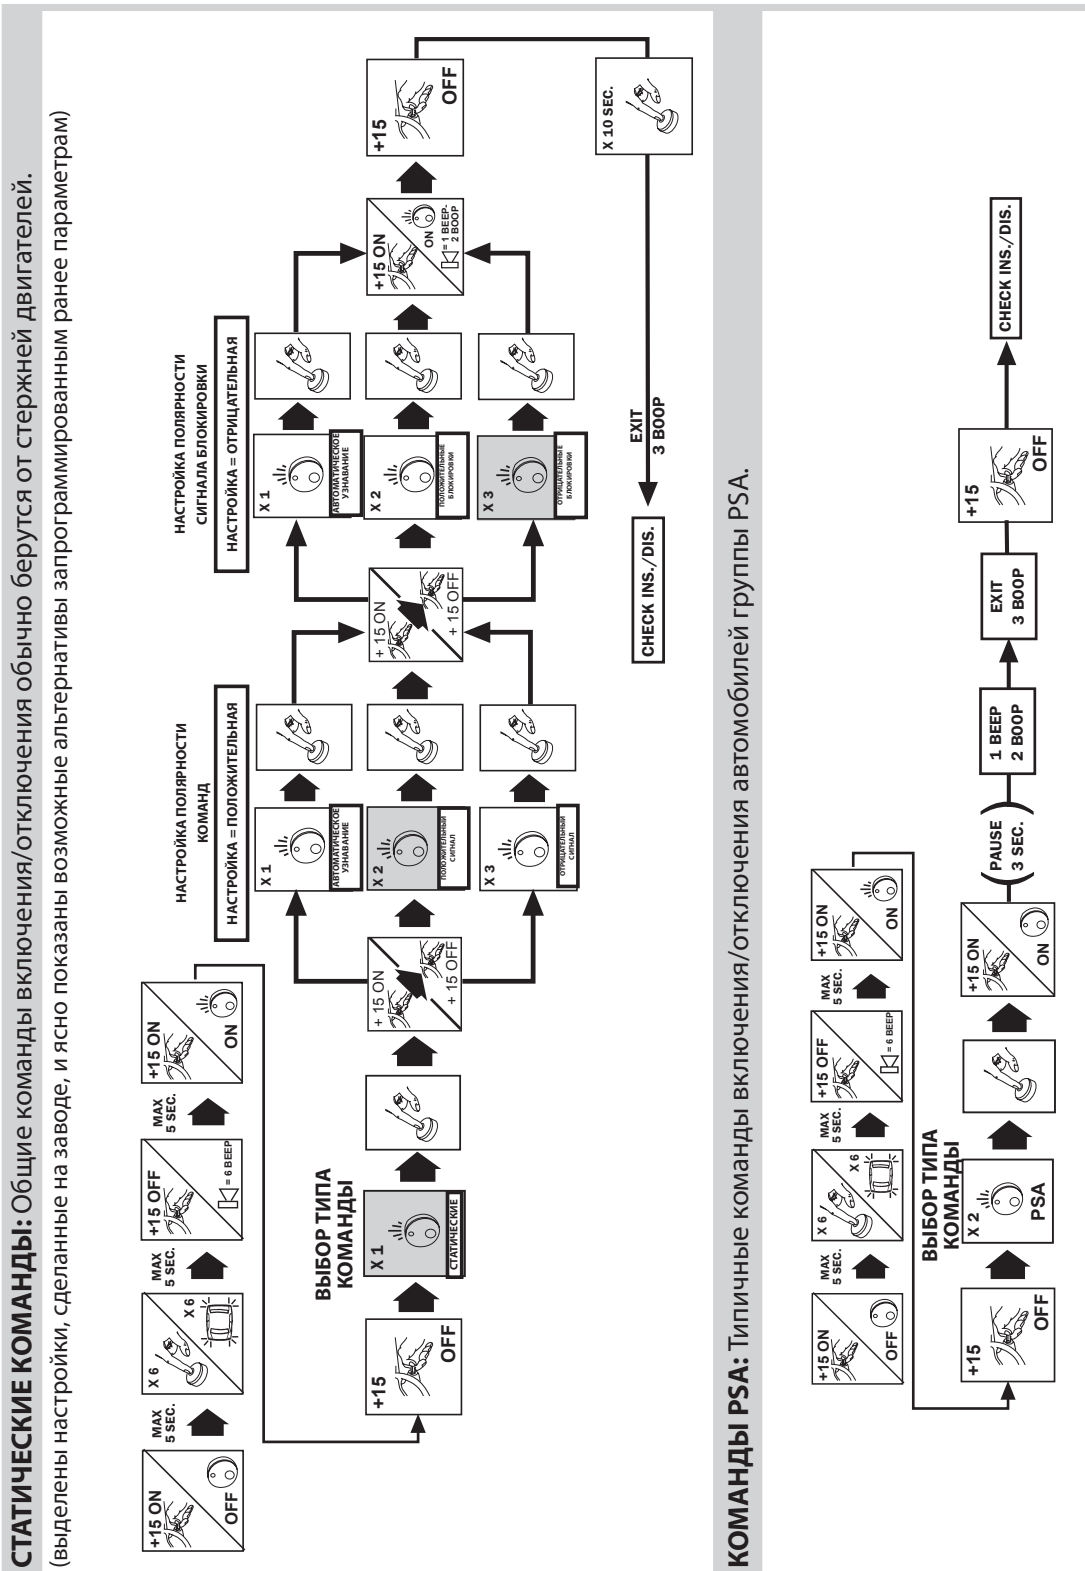 СТАТИЧЕСКИЕ КОМАНДЫ: Общие команды включения/отключения обычно берутся от стержней двигателей.
(выделены настройки, сделанные на заводе, и ясно показаны возможные альтернативы запрограммированным ранее параметрам)
+15 ON
OFF
MAX
5 SEC.
X 6
X 6
MAX
5 SEC.
+15 OFF
= 6 BEEP
MAX
5 SEC.
+15 ON
ON
+15
OFF
ВЫБОР ТИПА
КОМАНДЫ
X 1
СТАТИЧЕСКИЕ
+ 15 ON
+ 15 OFF
НАСТРОЙКА ПОЛЯРНОСТИ
КОМАНД
НАСТРОЙКА = ПОЛОЖИТЕЛЬНАЯ
X 1
АВТОМАТИЧЕСКОЕ
УЗНАВАНИЕ
X 2
ПОЛОЖИТЕЛЬНЫЙ
СИГНАЛ
X 3
ОТРИЦАТЕЛЬНЫЙ
СИГНАЛ
+ 15 ON
+ 15 OFF
НАСТРОЙКА ПОЛЯРНОСТИ
СИГНАЛА БЛОКИРОВКИ
НАСТРОЙКА = ОТРИЦАТЕЛЬНАЯ
X 1
АВТОМАТИЧЕСКОЕ
УЗНАВАНИЕ
X 2
ПОЛОЖИТЕЛЬНЫЕ
БЛОКИРОВКИ
X 3
ОТРИЦАТЕЛЬНЫЕ
БЛОКИРОВКИ
+15 ON
ON
= 1 BEEP-
2 BOOP
+15
OFF
X 10 SEC.
EXIT
3 BOOP
CHECK INS./DIS.
КОМАНДЫ PSA: Типичные команды включения/отключения автомобилей группы PSA.
+15 ON
OFF
MAX
5 SEC.
X 6
X 6
MAX
5 SEC.
+15 OFF
= 6 BEEP
MAX
5 SEC.
+15 ON
ON
+15
OFF
ВЫБОР ТИПА
КОМАНДЫ
X 2
PSA
+15 ON
ON
(PAUSE
3 SEC.)
1 BEEP
2 BOOP
EXIT
3 BOOP
+15
OFF
CHECK INS./DIS.